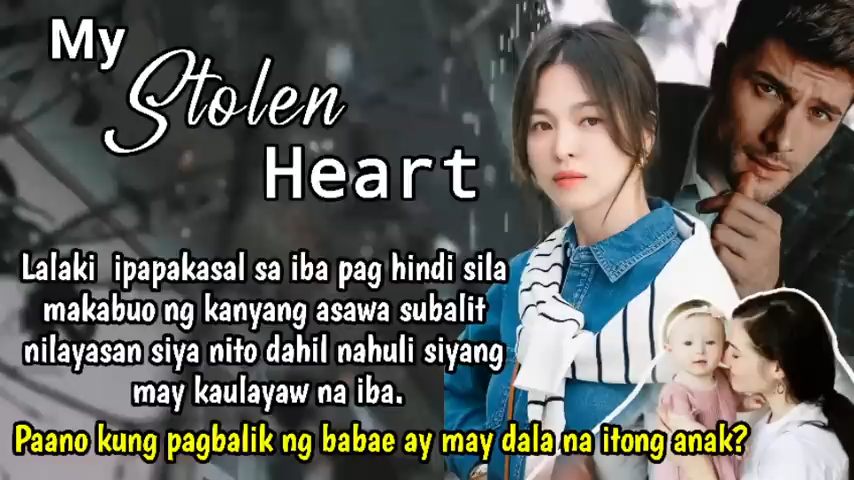 My
Stolen
Heart
Lalaki ipapakasal sa iba pag hindi sila
makabuo ng kanyang asawa subalit
nilayasan siya nito dahil nahuli siyang
may kaulayaw na iba.
Paano kung pagbalik ng babae ay may dala na itong anak?